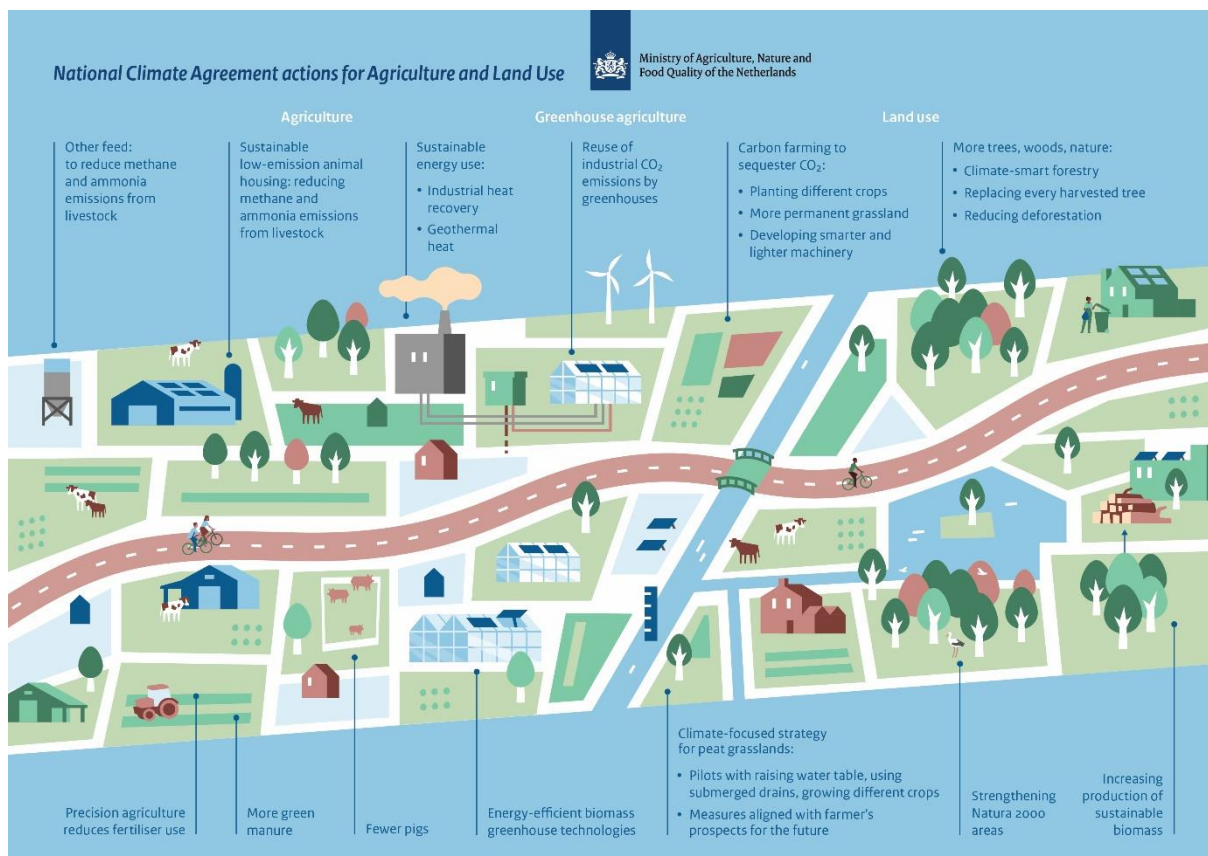 National Climate Agreement actions for Agriculture and Land Use
Ministry of Agriculture, Nature and
Food Quality of the Netherlands
Agriculture
Greenhouse agriculture
Land use
Other feed:
to reduce methane
and ammonia
emissions from
livestock
Sustainable
low-emission animal
housing: reducing
methane and
ammonia emissions
from livestock
Sustainable
energy use:
• Industrial heat
recovery
• Geothermal
heat
Reuse of
industrial CO₂
emissions by
greenhouses
Carbon farming to
sequester CO₂:
• Planting different crops
• More permanent grassland
• Developing smarter and
lighter machinery
More trees, woods, nature:
• Climate-smart forestry
• Replacing every harvested tree
• Reducing deforestation
Precision agriculture
reduces fertiliser use
More green
manure
Fewer pigs
Energy-efficient biomass
greenhouse technologies
Climate-focused strategy
for peat grasslands:
• Pilots with raising water table, using
submerged drains, growing different crops
• Measures aligned with farmer's
prospects for the future
Strengthening
Natura 2000
areas
Increasing
production of
sustainable
biomass